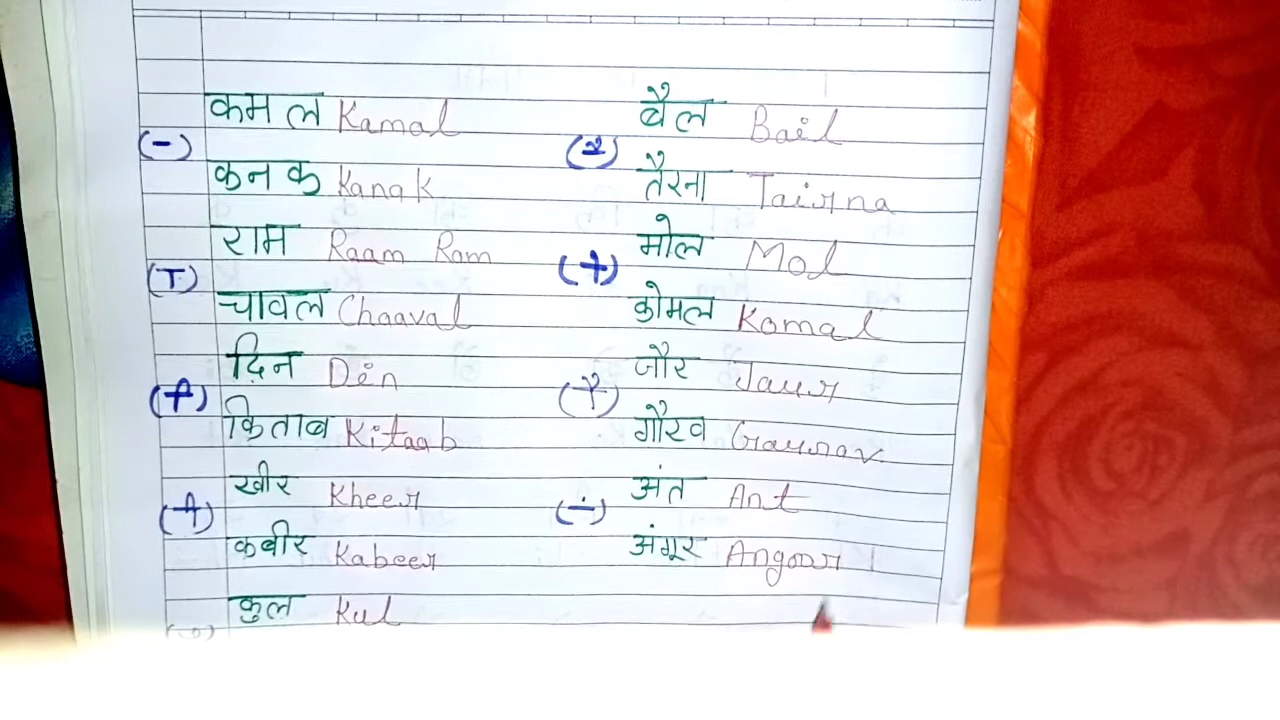 कमल Kamal
(-)
कनक Kanak
राम Raam Ram
(ा)
चावल Chaaval
दिन Din
(ि)
किताब Kitaab
खीर Kheer
(ी)
कबीर Kabeer
कुल Kul
बैल Bail
(ै)
तैरना Tairna
मोल Mol
(ो)
कोमल Komal
जौर Jaur
(ौ)
गौरव Gaurav
अंत Ant
(ं)
अंगूर Angoor